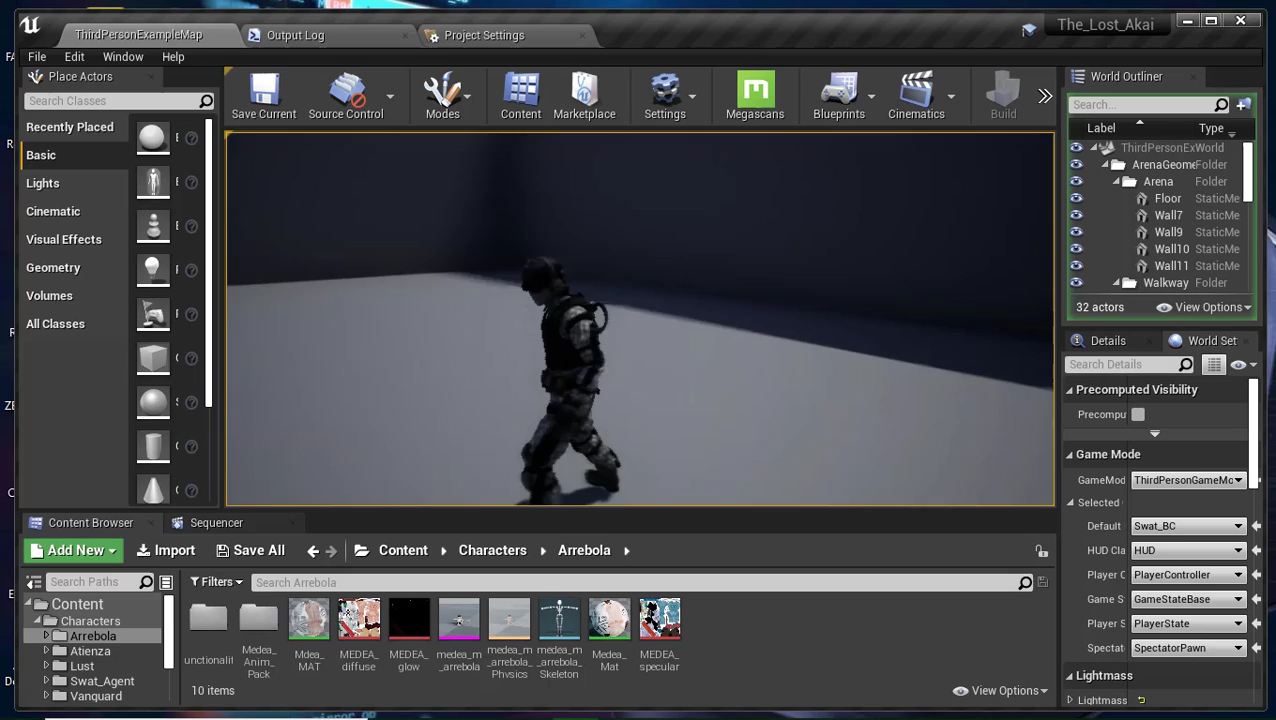 ThirdPersonExampleMap
Output Log
Project Settings
The_Lost_Akai
File Edit Window Help
Place Actors
Search Classes
Recently Placed
Basic
Lights
Cinematic
Visual Effects
Geometry
Volumes
All Classes
Save Current
Source Control
Modes
Content
Marketplace
Settings
Megascans
Blueprints
Cinematics
Build
World Outliner
Search...
Label Type
ThirdPersonEx World
ArenaGeome Folder
Arena Folder
Floor StaticMe
Wall7 StaticMe
Wall9 StaticMe
Wall10 StaticMe
Wall11 StaticMe
Walkway Folder
32 actors View Options
Details World Set
Search Details
Precomputed Visibility
Precompu
Game Mode
GameMod ThirdPersonGameMo
Selected
Default Swat_BC
HUD Cla HUD
Player C PlayerController
Game S GameStateBase
Player S PlayerState
Spectat SpectatorPawn
Lightmass
Lightmass
Content Browser Sequencer
Add New Import Save All Content Characters Arrebola
Search Paths Filters Search Arrebola
Content
Characters
Arrebola
Atienza
Lust
Swat_Agent
Vanguard
unctionalit
Medea_
Anim_
Pack
Mdea_
MAT
MEDEA_
diffuse
MEDEA_
glow
medea_m
_arrebola
medea_m
_arrebola_
Physics
medea_m
_arrebola_
Skeleton
Medea_
Mat
MEDEA_
specular
10 items View Options